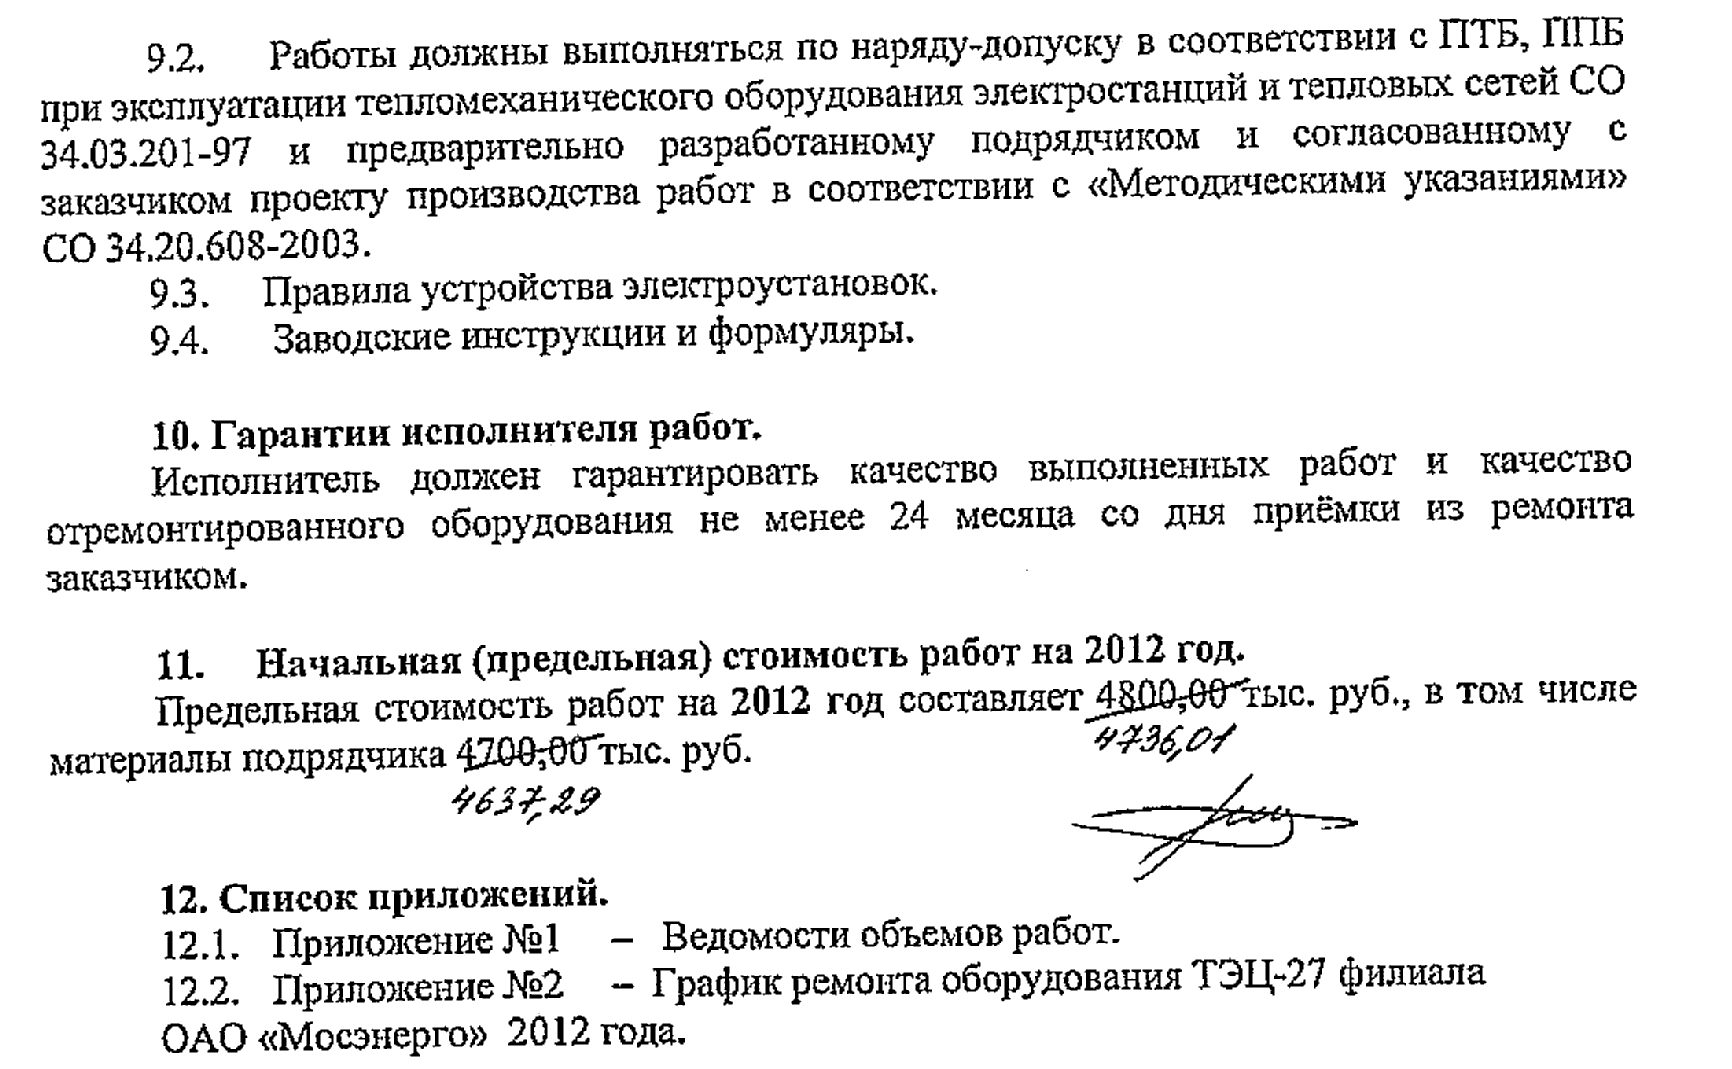 9.2. Работы должны выполняться по наряду-допуску в соответствии с ПТБ, ППБ
при эксплуатации тепломеханического оборудования электростанций и тепловых сетей СО
34.03.201-97 и предварительно разработанному подрядчиком и согласованному с
заказчиком проекту производства работ в соответствии с «Методическими указаниями»
СО 34.20.608-2003.
9.3. Правила устройства электроустановок.
9.4. Заводские инструкции и формуляры.
10. Гарантии исполнителя работ.
Исполнитель должен гарантировать качество выполненных работ и качество
отремонтированного оборудования не менее 24 месяца со дня приёмки из ремонта
заказчиком.
11. Начальная (предельная) стоимость работ на 2012 год.
Предельная стоимость работ на 2012 год составляет 4800,00 тыс. руб., в том числе
4736,01
материалы подрядчика 4700,00 тыс. руб.
4637,29
12. Список приложений.
12.1. Приложение №1 – Ведомости объемов работ.
12.2. Приложение №2 – График ремонта оборудования ТЭЦ-27 филиала
ОАО «Мосэнерго» 2012 года.